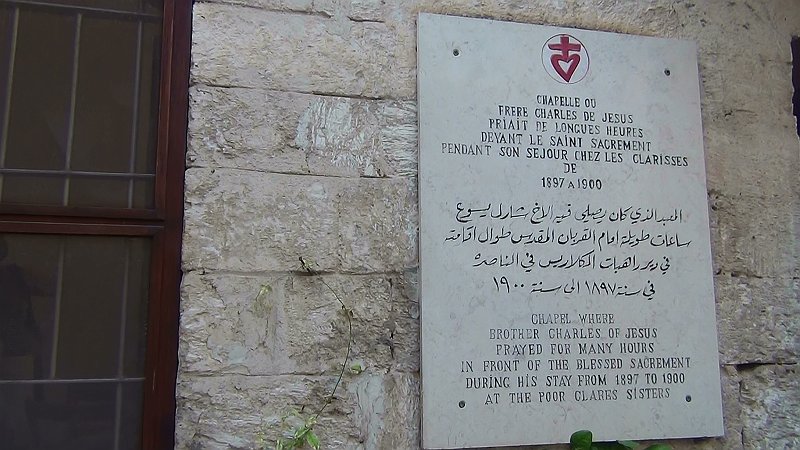 CHAPELLE OU
FRERE CHARLES DE JESUS
PRIAIT DE LONGUES HEURES
DEVANT LE SAINT SACREMENT
PENDANT SON SEJOUR CHEZ LES CLARISSES
DE
1897 A 1900
المعبد الذي كان يصلي فيه الاخ شارل يسوع
ساعات طويلة امام القربان المقدس طوال اقامته
في دير راهبات الكلاريس في الناصره
في سنة ١٨٩٧ الى سنة ١٩٠٠
CHAPEL WHERE
BROTHER CHARLES OF JESUS
PRAYED FOR MANY HOURS
IN FRONT OF THE BLESSED SACREMENT
DURING HIS STAY FROM 1897 TO 1900
AT THE POOR CLARES SISTERS